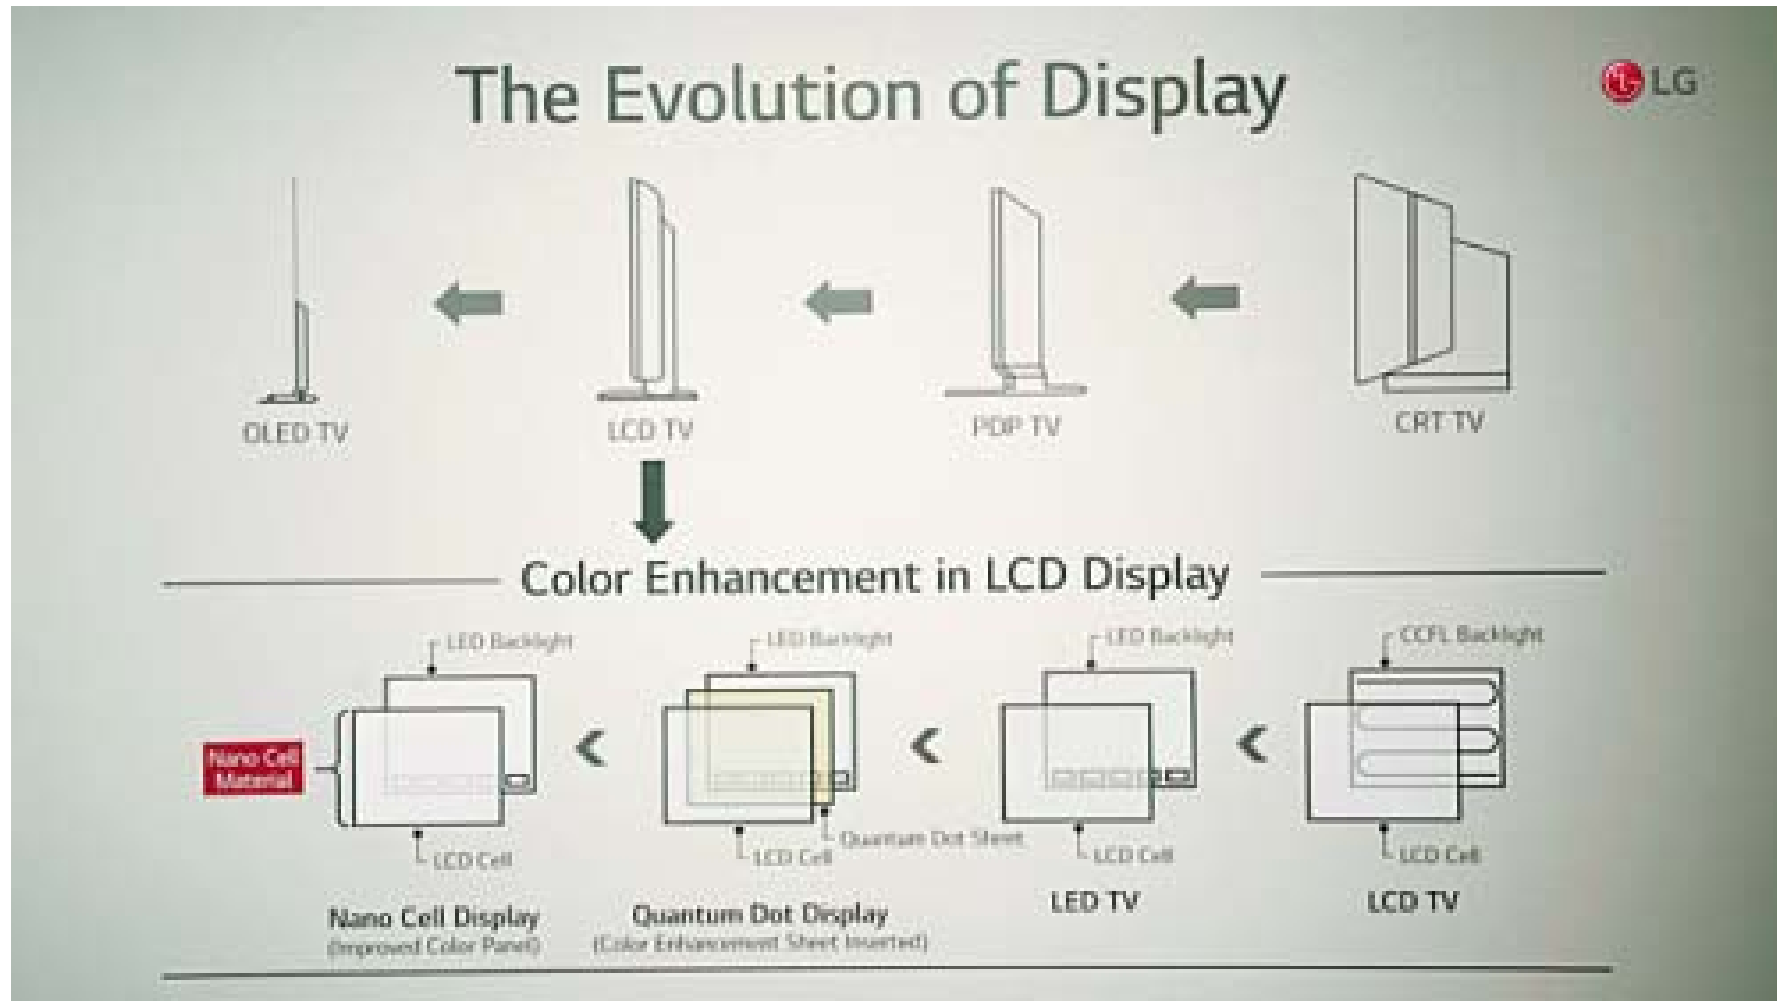 The Evolution of Display
LG
OLED TV
LCD TV
PDP TV
CRT TV
Color Enhancement in LCD Display
LED Backlight
LED Backlight
LED Backlight
CCFL Backlight
Nano Cell
Material
Quantum Dot Sheet
LCD Cell
LCD Cell
LCD Cell
LCD Cell
Nano Cell Display
(Improved Color Panel)
Quantum Dot Display
(Color Enhancement Sheet Inserted)
LED TV
LCD TV